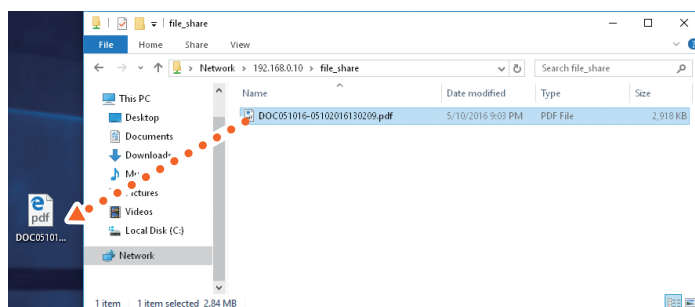 file_share
File Home Share View
Network 192.168.0.10 file_share
Search file_share
Name Date modified Type Size
DOC051016-05102016130209.pdf 5/10/2016 9:03 PM PDF File 2,918 KB
This PC
Desktop
Documents
Downloads
Pictures
Videos
Local Disk (C:)
Network
pdf
DOC05101...
1 item 1 item selected 2.84 MB